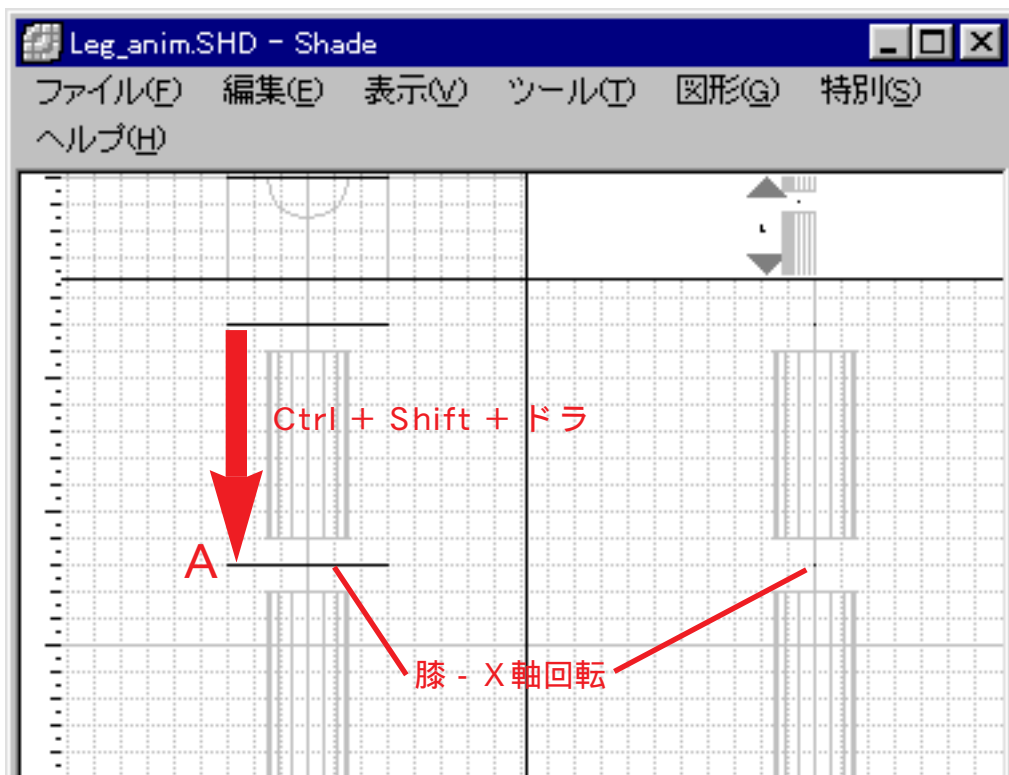 Leg_anim.SHD - Shade
ファイル(F) 編集(E) 表示(V) ツール(T) 図形(G) 特別(S)
ヘルプ(H)
Ctrl + Shift + ドラ
A
膝 - X軸回転